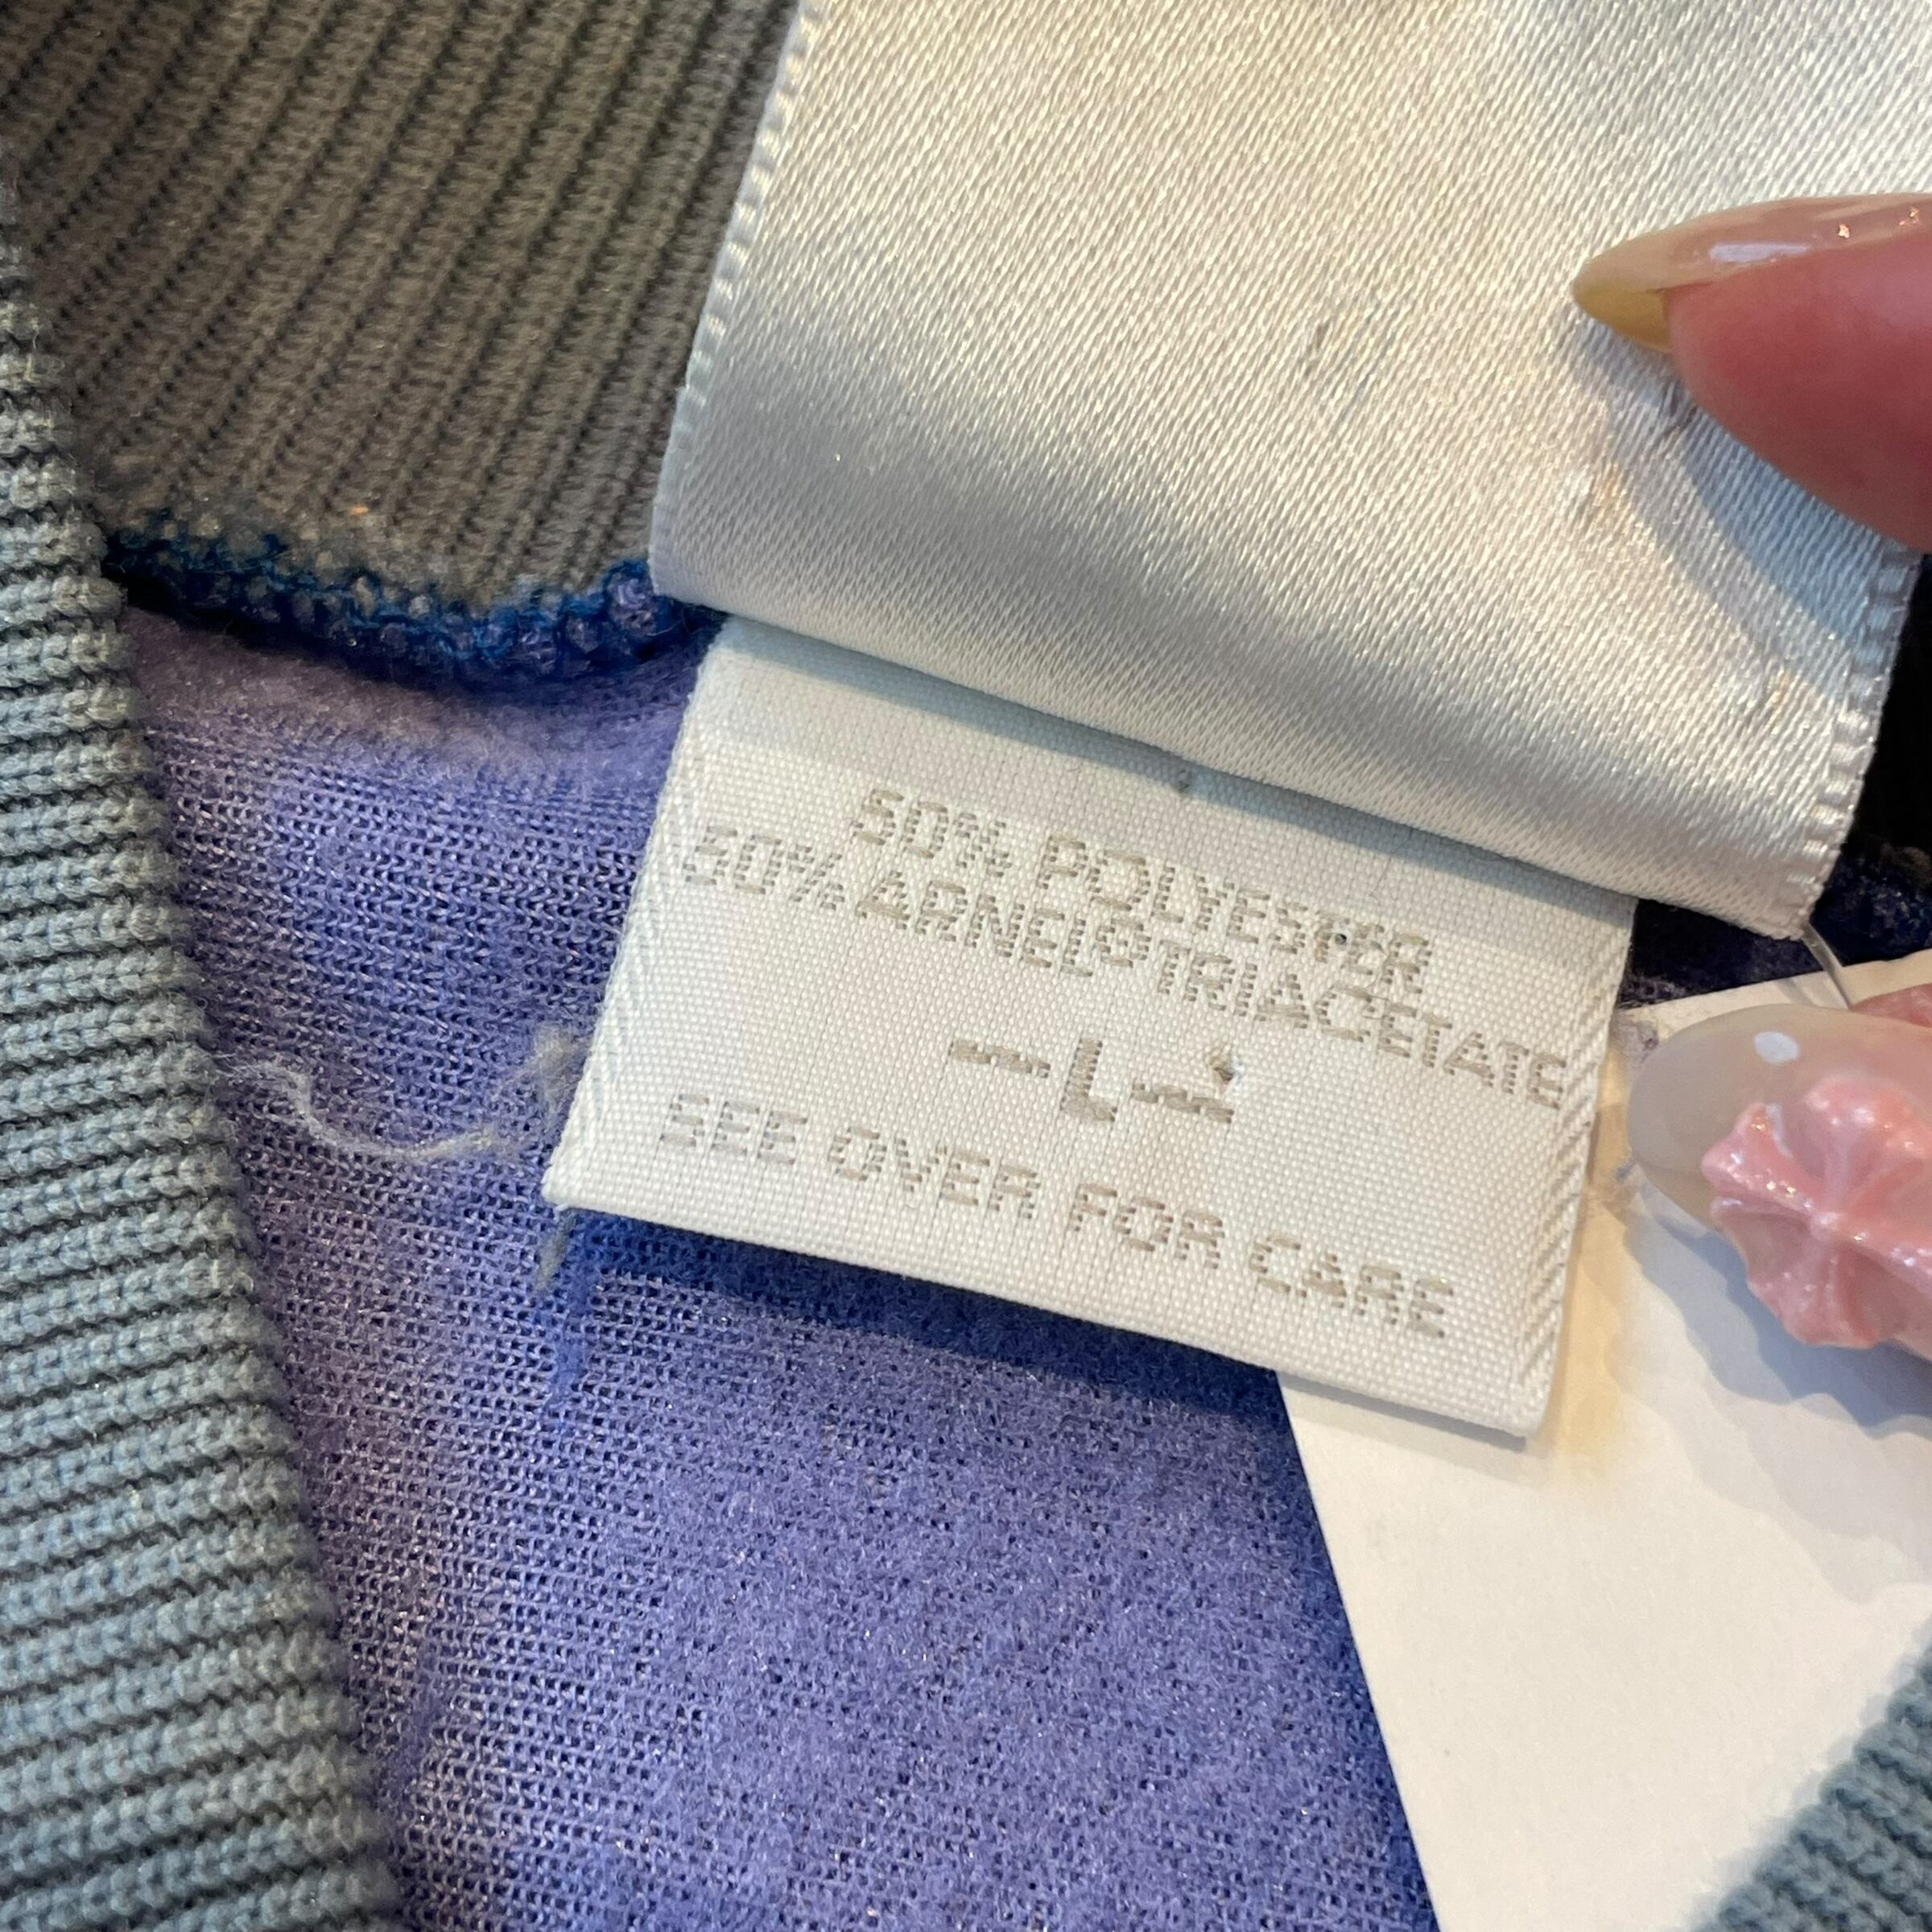 50% POLYESTER
50% ARNEL® TRIACETATE
- L -
SEE OVER FOR CARE